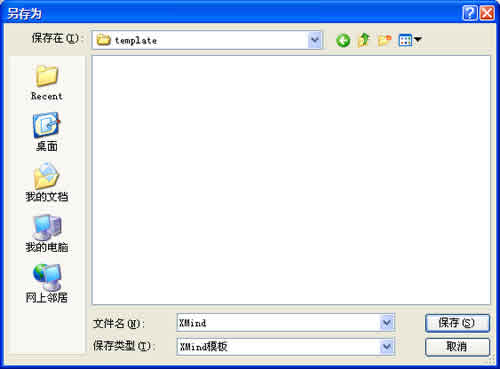 另存为
保存在(I):
template
Recent
桌面
我的文档
我的电脑
网上邻居
文件名(N):
XMind
保存(S)
保存类型(T):
XMind模板
取消